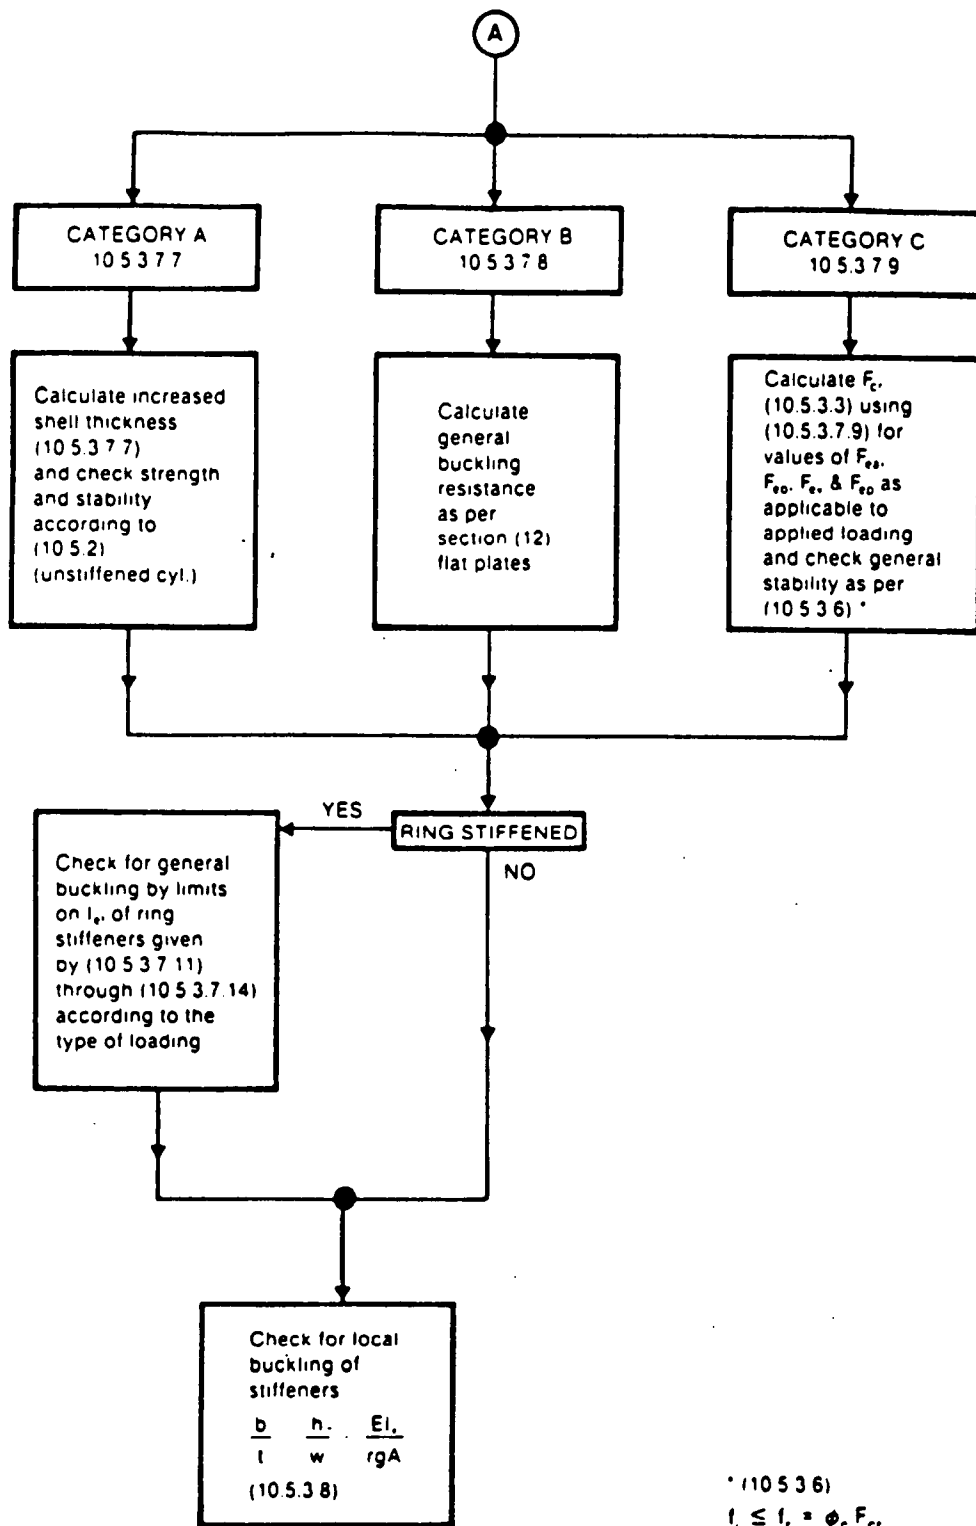 A
CATEGORY A
10 5 3 7 7
CATEGORY B
10 5.3 7 8
CATEGORY C
10 5.3 7 9
Calculate increased
shell thickness
(10 5.3 7 7)
and check strength
and stability
according to
(10 5.2)
(unstiffened cyl.)
Calculate
general
buckling
resistance
as per
section (12)
flat plates
Calculate Fc,
(10.5.3.3) using
(10.5.3.7.9) for
values of
as
applicable to
applied loading
and check general
stability as per
(10 5 3 6) *
RING STIFFENED
YES
NO
Check for general
buckling by limits
on Ie, of ring
stiffeners given
by (10 5 3 7 11)
through (10 5 3.7.14)
according to the
type of loading
Check for local
buckling of
stiffeners
b h. EI,
t w rgA
(10.5.3 8)
* (10 5 3 6)